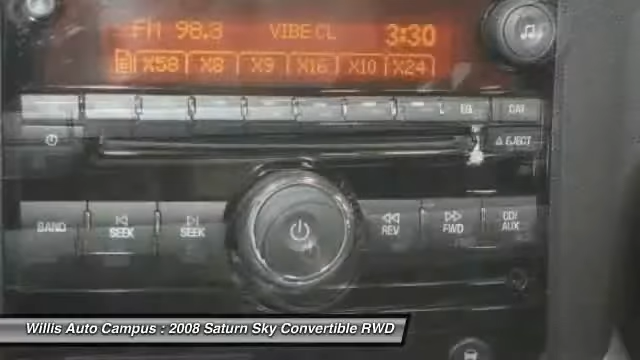 FM 98.3 VIBE CL 3:30
X58 X8 X9 X16 X10 X24
CAT
EJECT
BAND SEEK SEEK REV FWD CD/AUX
Willis Auto Campus : 2008 Saturn Sky Convertible RWD